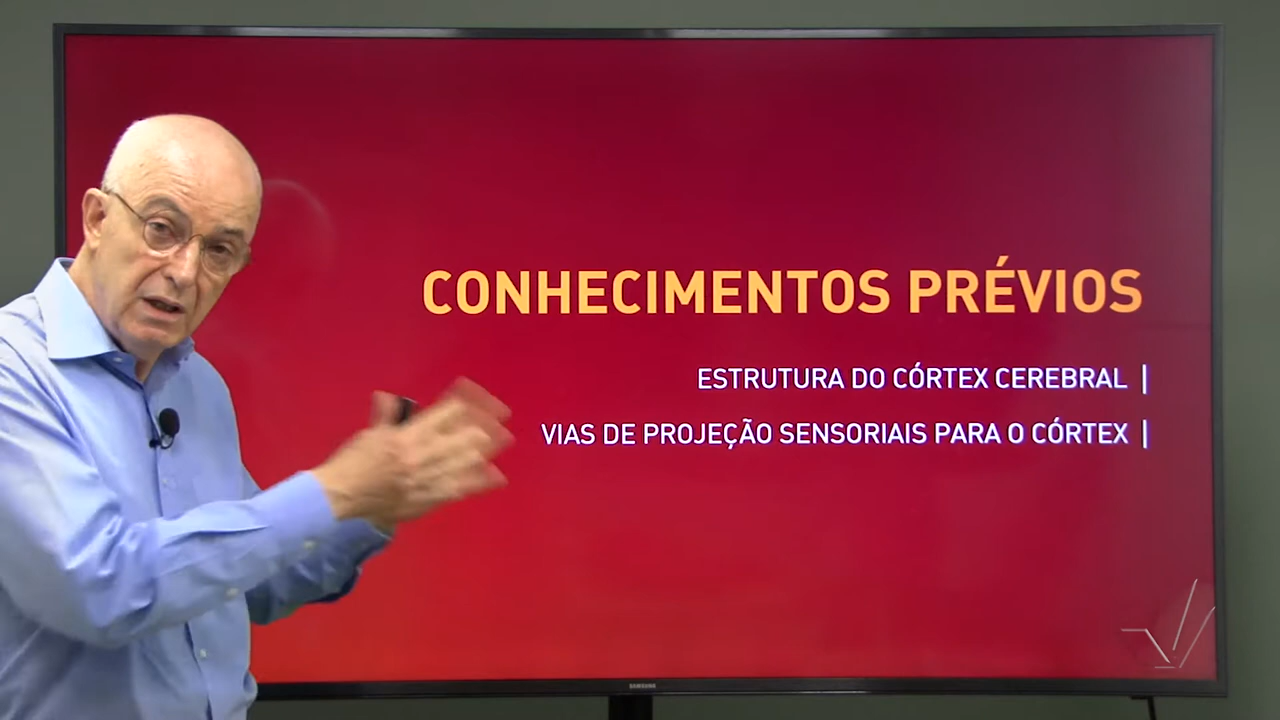 CONHECIMENTOS PRÉVIOS
ESTRUTURA DO CÓRTEX CEREBRAL |
VIAS DE PROJEÇÃO SENSORIAIS PARA O CÓRTEX |
SAMSUNG